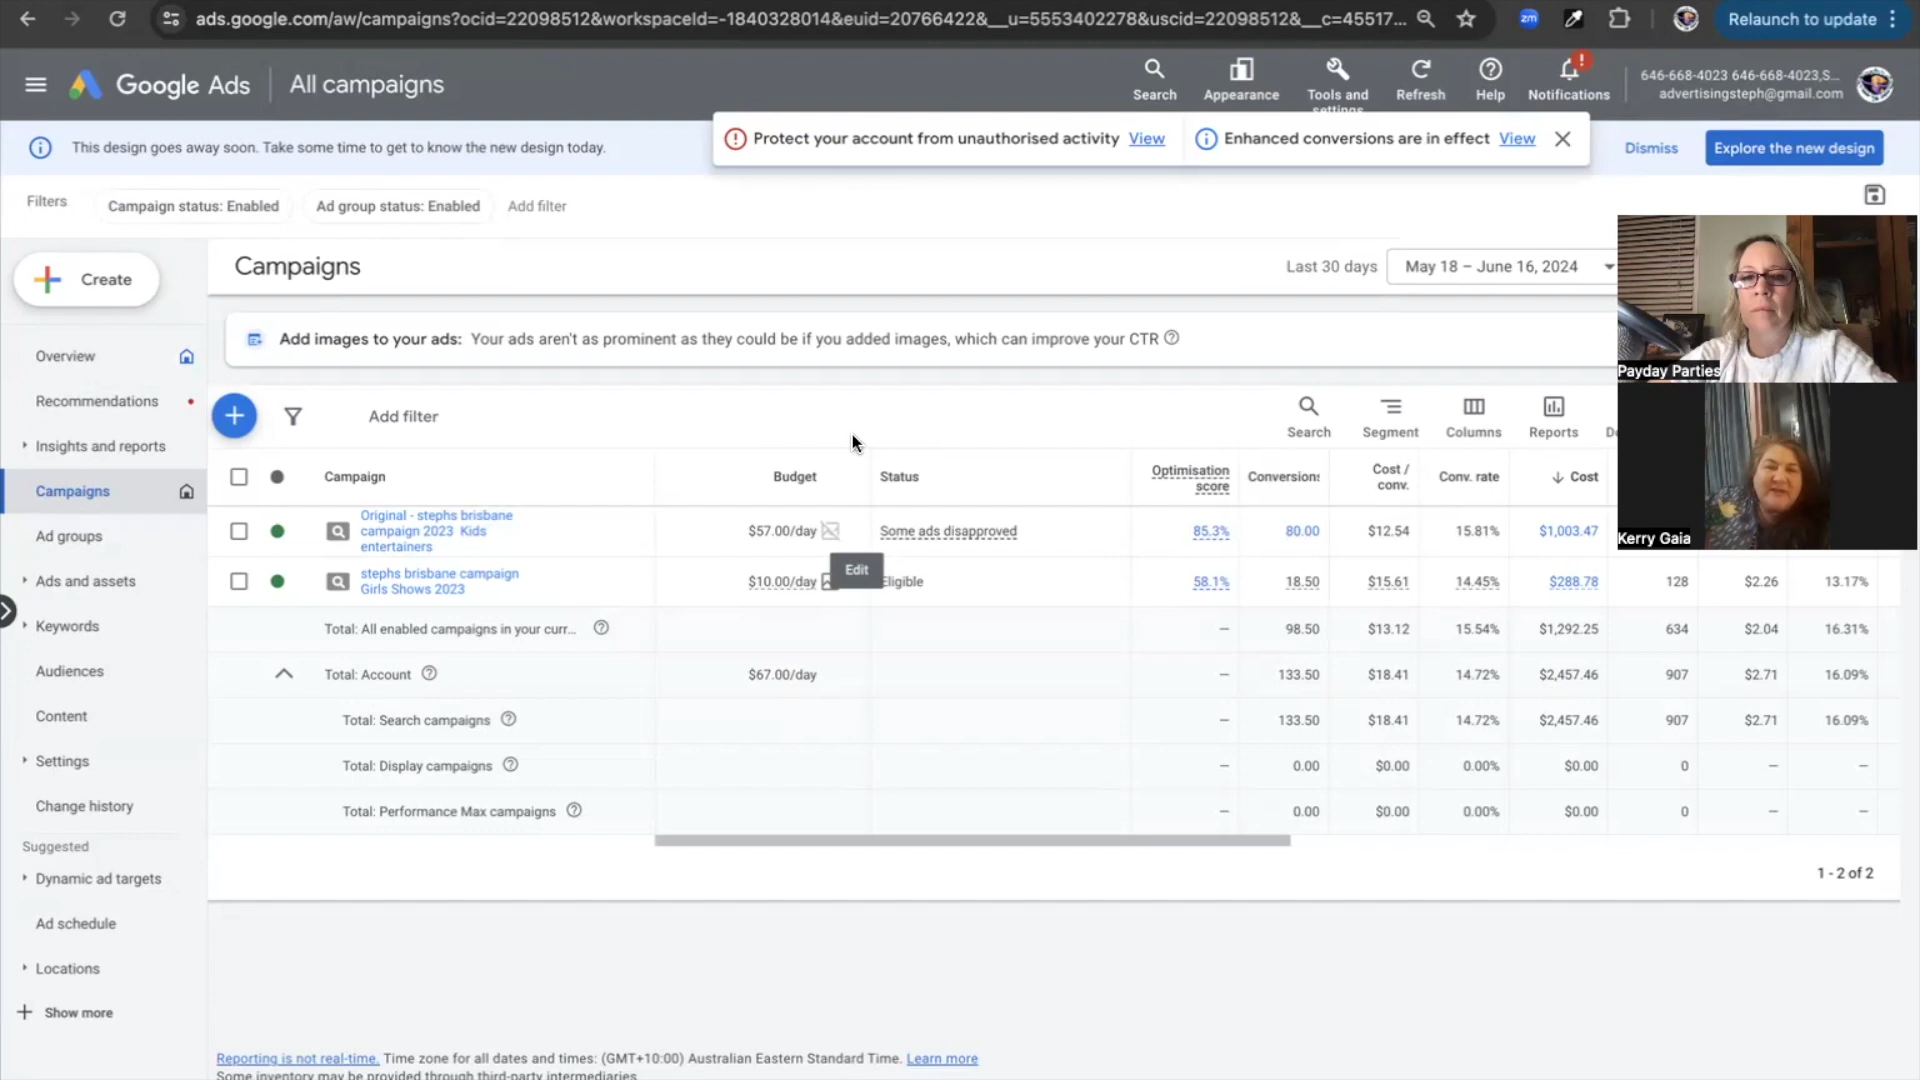 ads.google.com/aw/campaigns?ocid=22098512&workspaceId=-1840328014&euid=20766422&__u=5553402278&uscid=22098512&__c=45517...
zm
Relaunch to update
Google Ads
All campaigns
Search
Appearance
Tools and
settings
Refresh
Help
Notifications
646-668-4023 646-668-4023,S...
advertisingsteph@gmail.com
This design goes away soon. Take some time to get to know the new design today.
Protect your account from unauthorised activity View
Enhanced conversions are in effect View
Dismiss
Explore the new design
Filters
Campaign status: Enabled
Ad group status: Enabled
Add filter
Create
Campaigns
Last 30 days
May 18 – June 16, 2024
Add images to your ads: Your ads aren't as prominent as they could be if you added images, which can improve your CTR
Payday Parties
Kerry Gaia
Overview
Recommendations
Insights and reports
Campaigns
Ad groups
Ads and assets
Keywords
Audiences
Content
Settings
Change history
Suggested
Dynamic ad targets
Ad schedule
Locations
Show more
Add filter
Search
Segment
Columns
Reports
Campaign Budget Status Optimisation score Conversions Cost / conv. Conv. rate Cost
Original - stephs brisbane
campaign 2023 Kids
entertainers
$57.00/day Some ads disapproved 85.3% 80.00 $12.54 15.81% $1,003.47
Edit
stephs brisbane campaign
Girls Shows 2023
$10.00/day Eligible 58.1% 18.50 $15.61 14.45% $288.78 128 $2.26 13.17%
Total: All enabled campaigns in your curr... – 98.50 $13.12 15.54% $1,292.25 634 $2.04 16.31%
Total: Account $67.00/day – 133.50 $18.41 14.72% $2,457.46 907 $2.71 16.09%
Total: Search campaigns – 133.50 $18.41 14.72% $2,457.46 907 $2.71 16.09%
Total: Display campaigns – 0.00 $0.00 0.00% $0.00 0 – –
Total: Performance Max campaigns – 0.00 $0.00 0.00% $0.00 0 – –
1 - 2 of 2
Reporting is not real-time. Time zone for all dates and times: (GMT+10:00) Australian Eastern Standard Time. Learn more
Some inventory may be provided through third-party intermediaries.